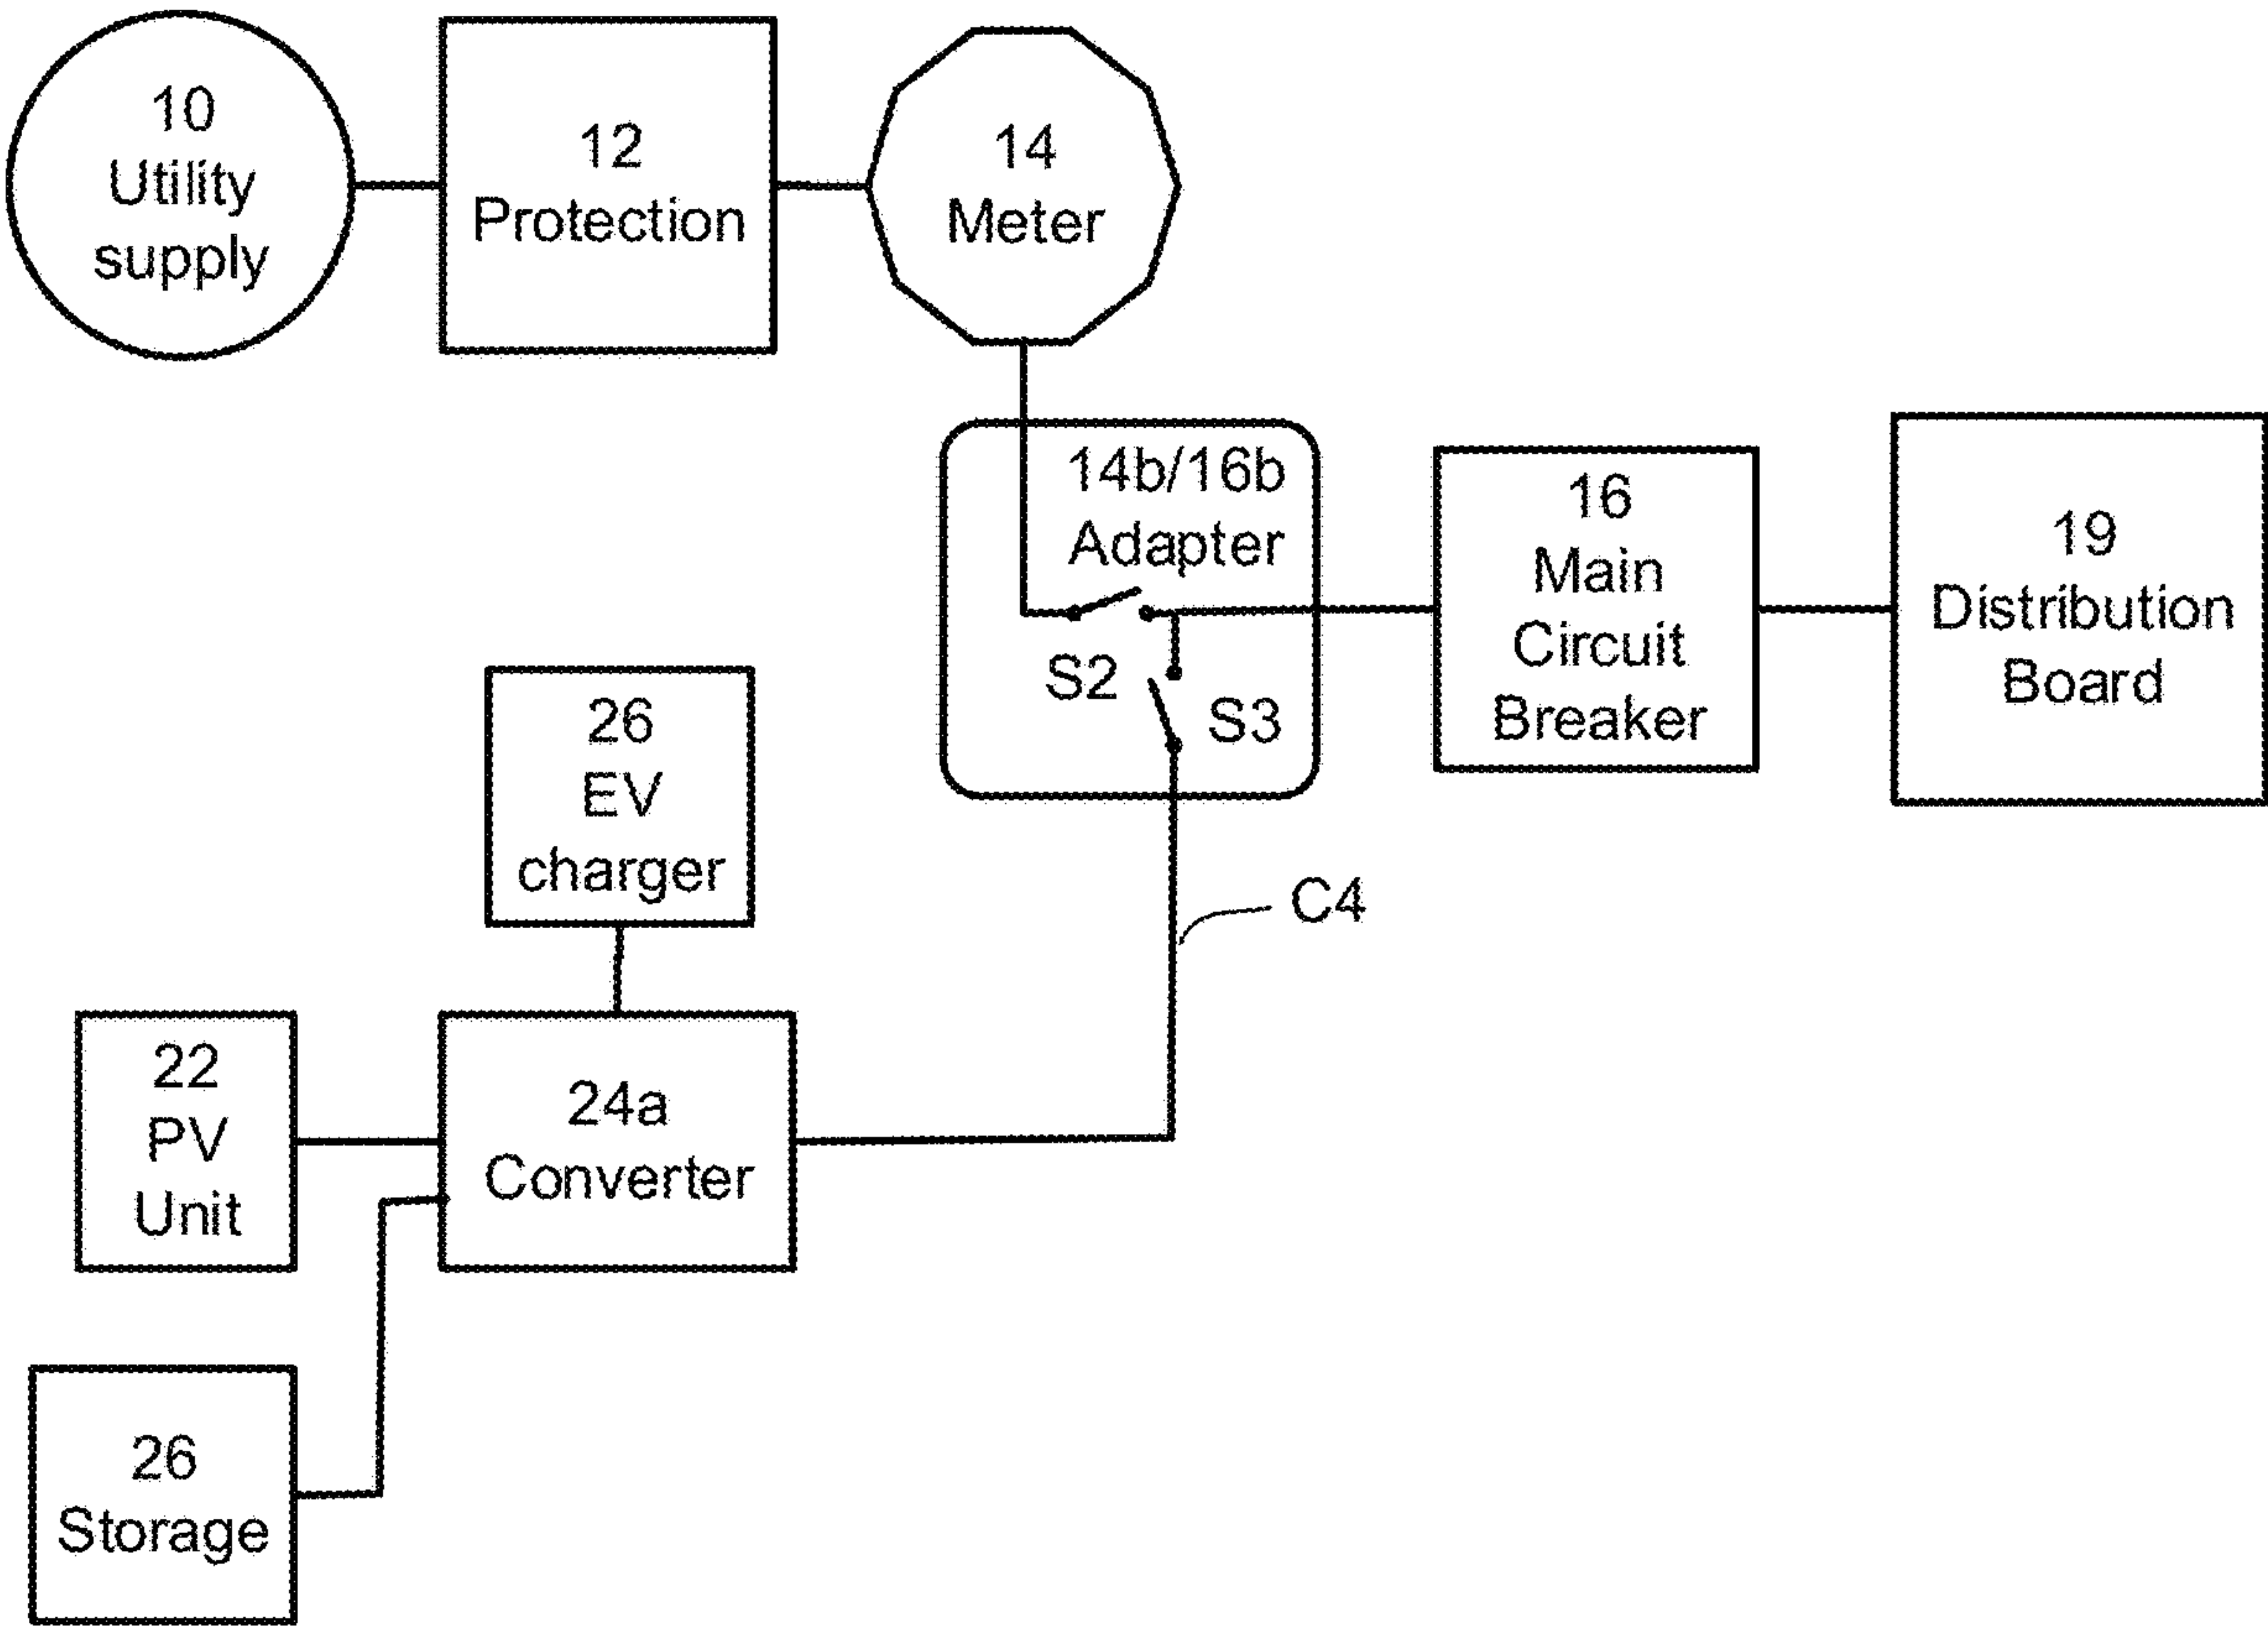 10
Utility
supply
12
Protection
14
Meter
14b/16b
Adapter
S2
S3
16
Main
Circuit
Breaker
19
Distribution
Board
26
EV
charger
C4
22
PV
Unit
24a
Converter
26
Storage